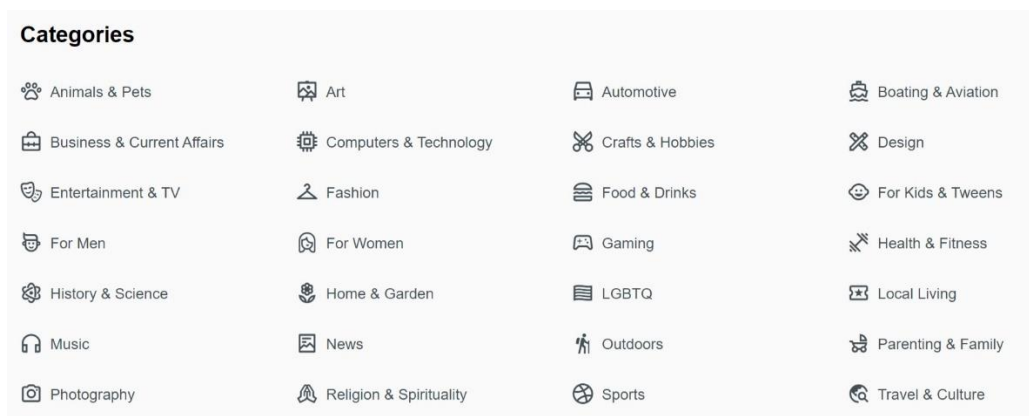 Categories
Animals & Pets
Art
Automotive
Boating & Aviation
Business & Current Affairs
Computers & Technology
Crafts & Hobbies
Design
Entertainment & TV
Fashion
Food & Drinks
For Kids & Tweens
For Men
For Women
Gaming
Health & Fitness
History & Science
Home & Garden
LGBTQ
Local Living
Music
News
Outdoors
Parenting & Family
Photography
Religion & Spirituality
Sports
Travel & Culture